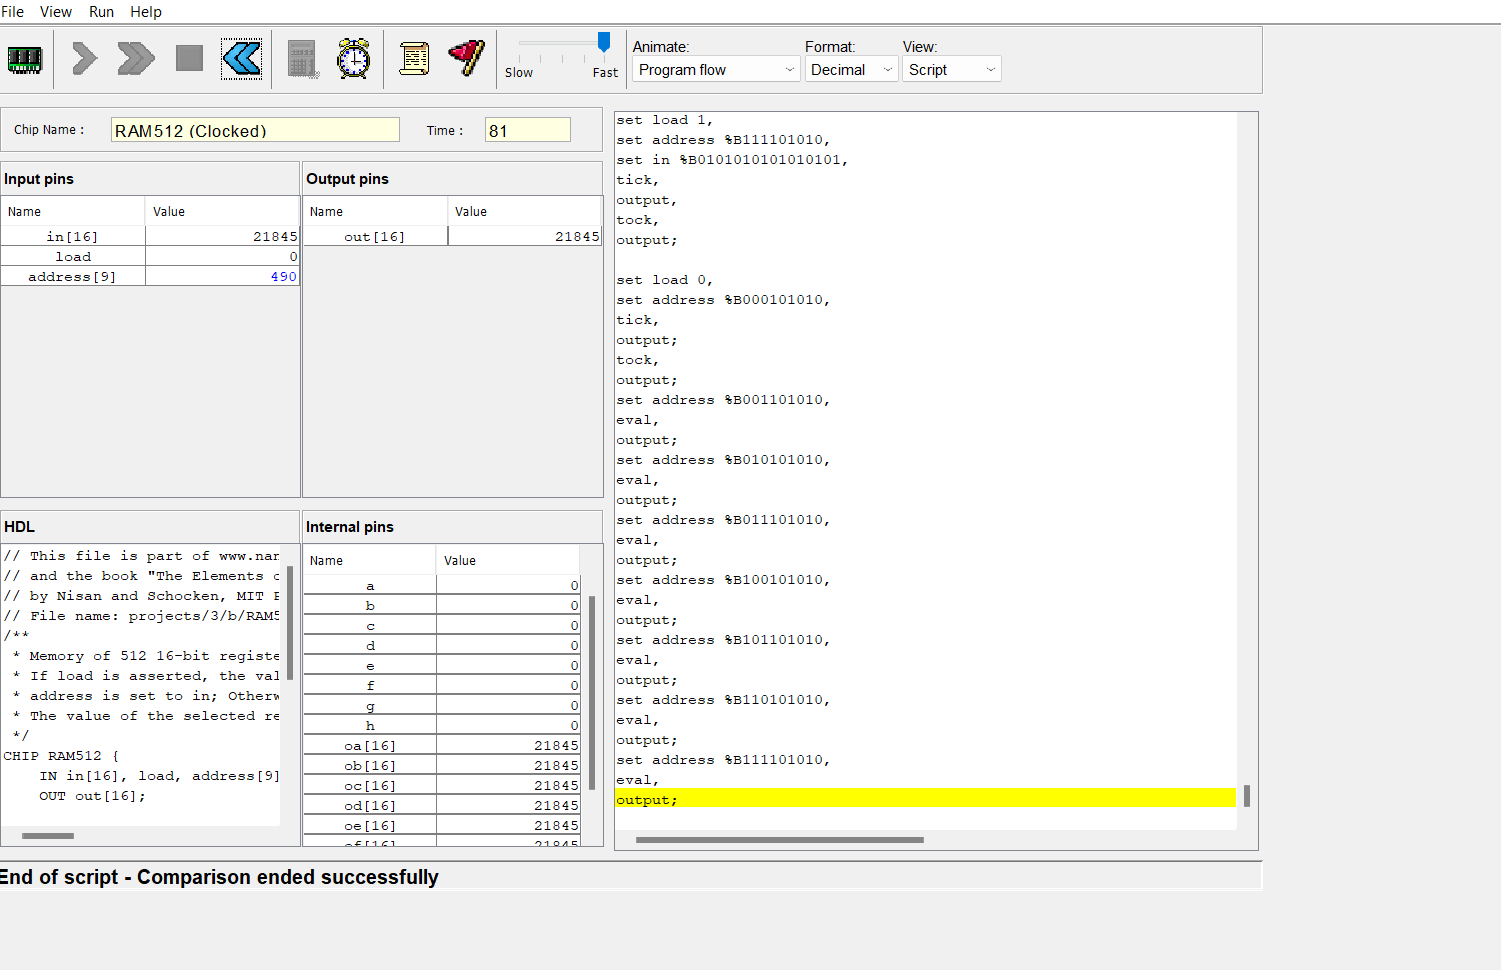 File View Run Help
Slow Fast
Animate: Format: View:
Program flow Decimal Script
Chip Name : RAM512 (Clocked) Time : 81
Input pins
Name Value
in[16] 21845
load 0
address[9] 490
Output pins
Name Value
out[16] 21845
HDL
// This file is part of www.nan
// and the book "The Elements o
// by Nisan and Schocken, MIT P
// File name: projects/3/b/RAM5
/**
* Memory of 512 16-bit registe
* If load is asserted, the val
* address is set to in; Otherw
* The value of the selected re
*/
CHIP RAM512 {
IN in[16], load, address[9]
OUT out[16];
Internal pins
Name Value
a 0
b 0
c 0
d 0
e 0
f 0
g 0
h 0
oa[16] 21845
ob[16] 21845
oc[16] 21845
od[16] 21845
oe[16] 21845
of[16] 21845
set load 1,
set address %B111101010,
set in %B0101010101010101,
tick,
output,
tock,
output;
set load 0,
set address %B000101010,
tick,
output;
tock,
output;
set address %B001101010,
eval,
output;
set address %B010101010,
eval,
output;
set address %B011101010,
eval,
output;
set address %B100101010,
eval,
output;
set address %B101101010,
eval,
output;
set address %B110101010,
eval,
output;
set address %B111101010,
eval,
output;
End of script - Comparison ended successfully